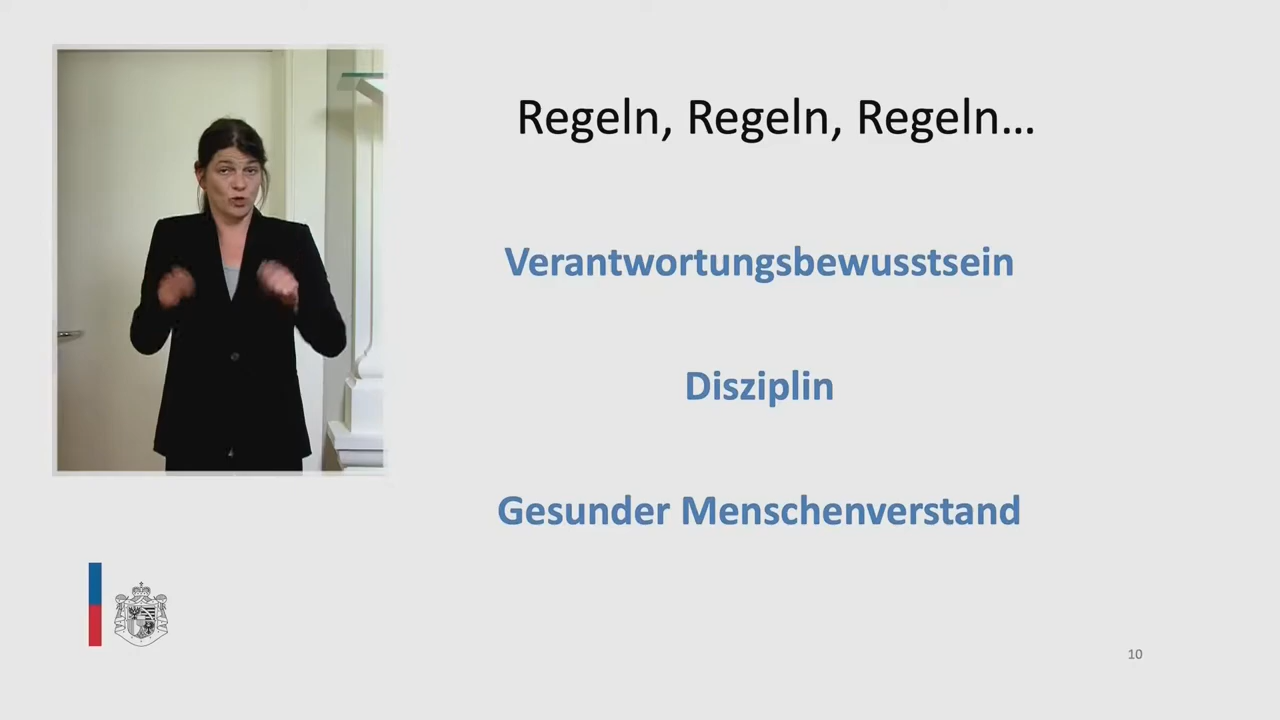 Regeln, Regeln, Regeln…
Verantwortungsbewusstsein
Disziplin
Gesunder Menschenverstand
10